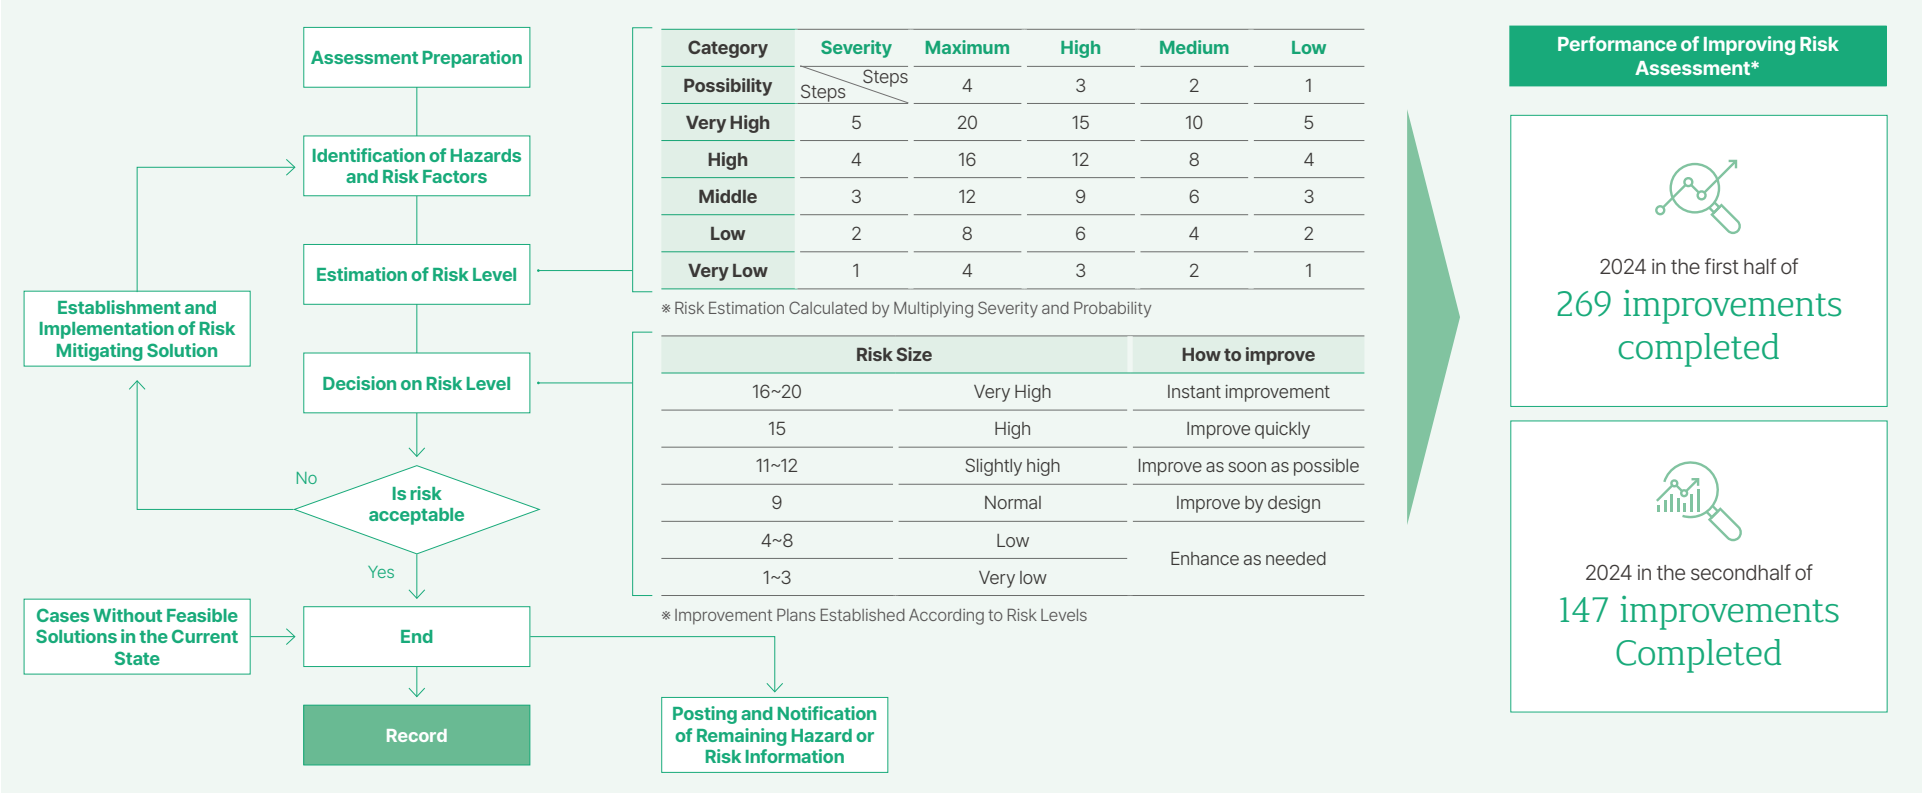 Assessment Preparation
Identification of Hazards
and Risk Factors
Estimation of Risk Level
Establishment and
Implementation of Risk
Mitigating Solution
Decision on Risk Level
No
Is risk
acceptable
Yes
Cases Without Feasible
Solutions in the Current
State
End
Record
Posting and Notification
of Remaining Hazard or
Risk Information
Category Severity Maximum High Medium Low
Possibility Steps Steps 4 3 2 1
Very High 5 20 15 10 5
High 4 16 12 8 4
Middle 3 12 9 6 3
Low 2 8 6 4 2
Very Low 1 4 3 2 1
※ Risk Estimation Calculated by Multiplying Severity and Probability
Risk Size How to improve
16~20 Very High Instant improvement
15 High Improve quickly
11~12 Slightly high Improve as soon as possible
9 Normal Improve by design
4~8 Low
Enhance as needed
1~3 Very low
※ Improvement Plans Established According to Risk Levels
Performance of Improving Risk
Assessment*
2024 in the first half of
269 improvements
completed
2024 in the secondhalf of
147 improvements
Completed